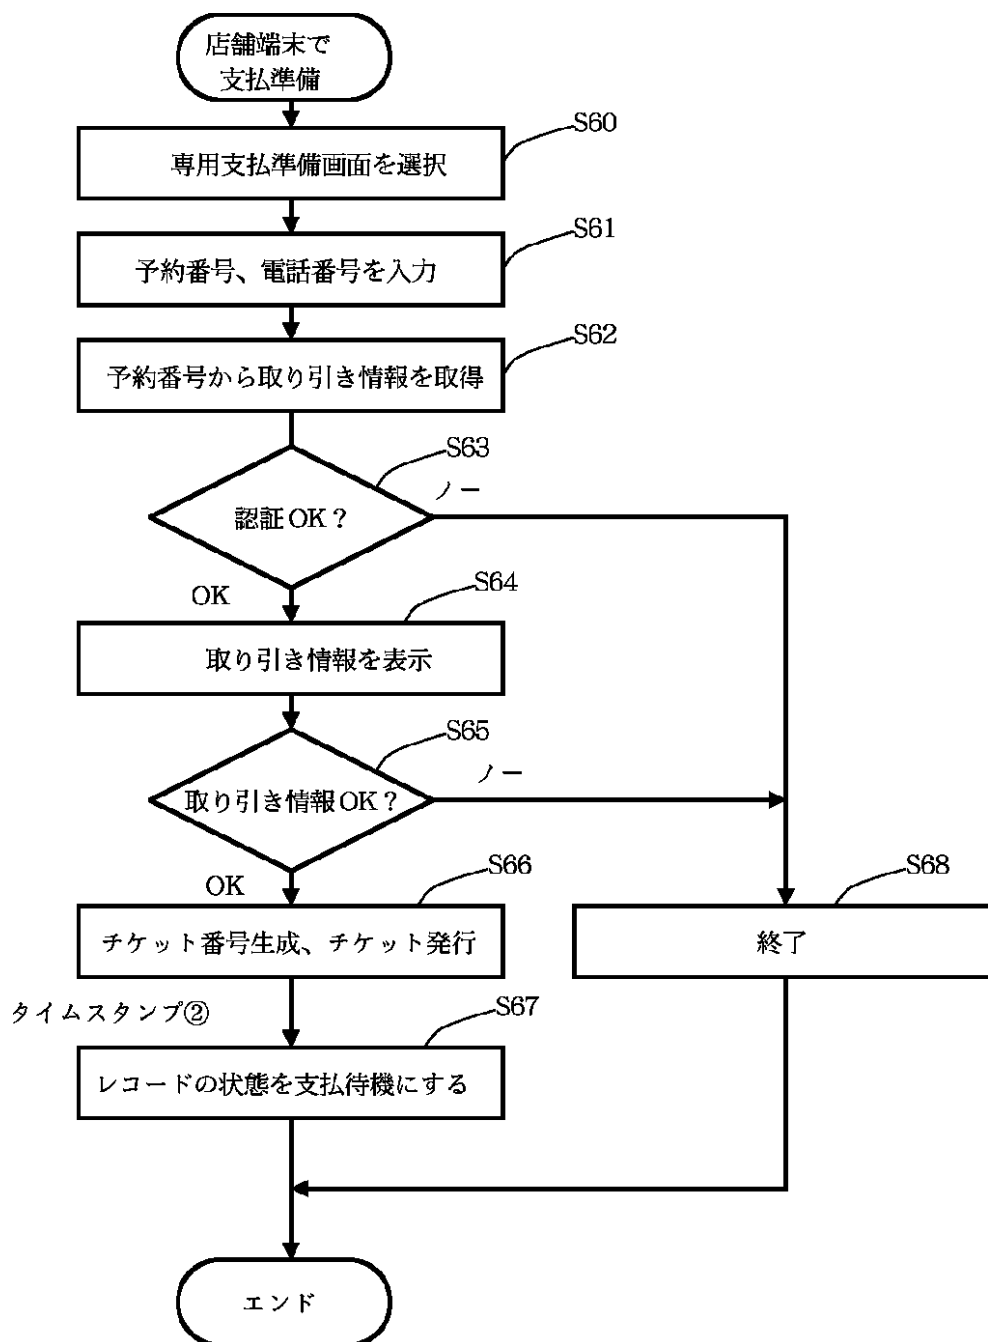 店舗端末で
支払準備
S60
専用支払準備画面を選択
S61
予約番号、電話番号を入力
S62
予約番号から取り引き情報を取得
S63
ノー
認証OK？
OK
S64
取り引き情報を表示
S65
ノー
取り引き情報OK？
OK
S66
チケット番号生成、チケット発行
S68
終了
タイムスタンプ②
S67
レコードの状態を支払待機にする
エンド